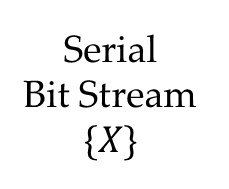 Serial
Bit Stream
{X}